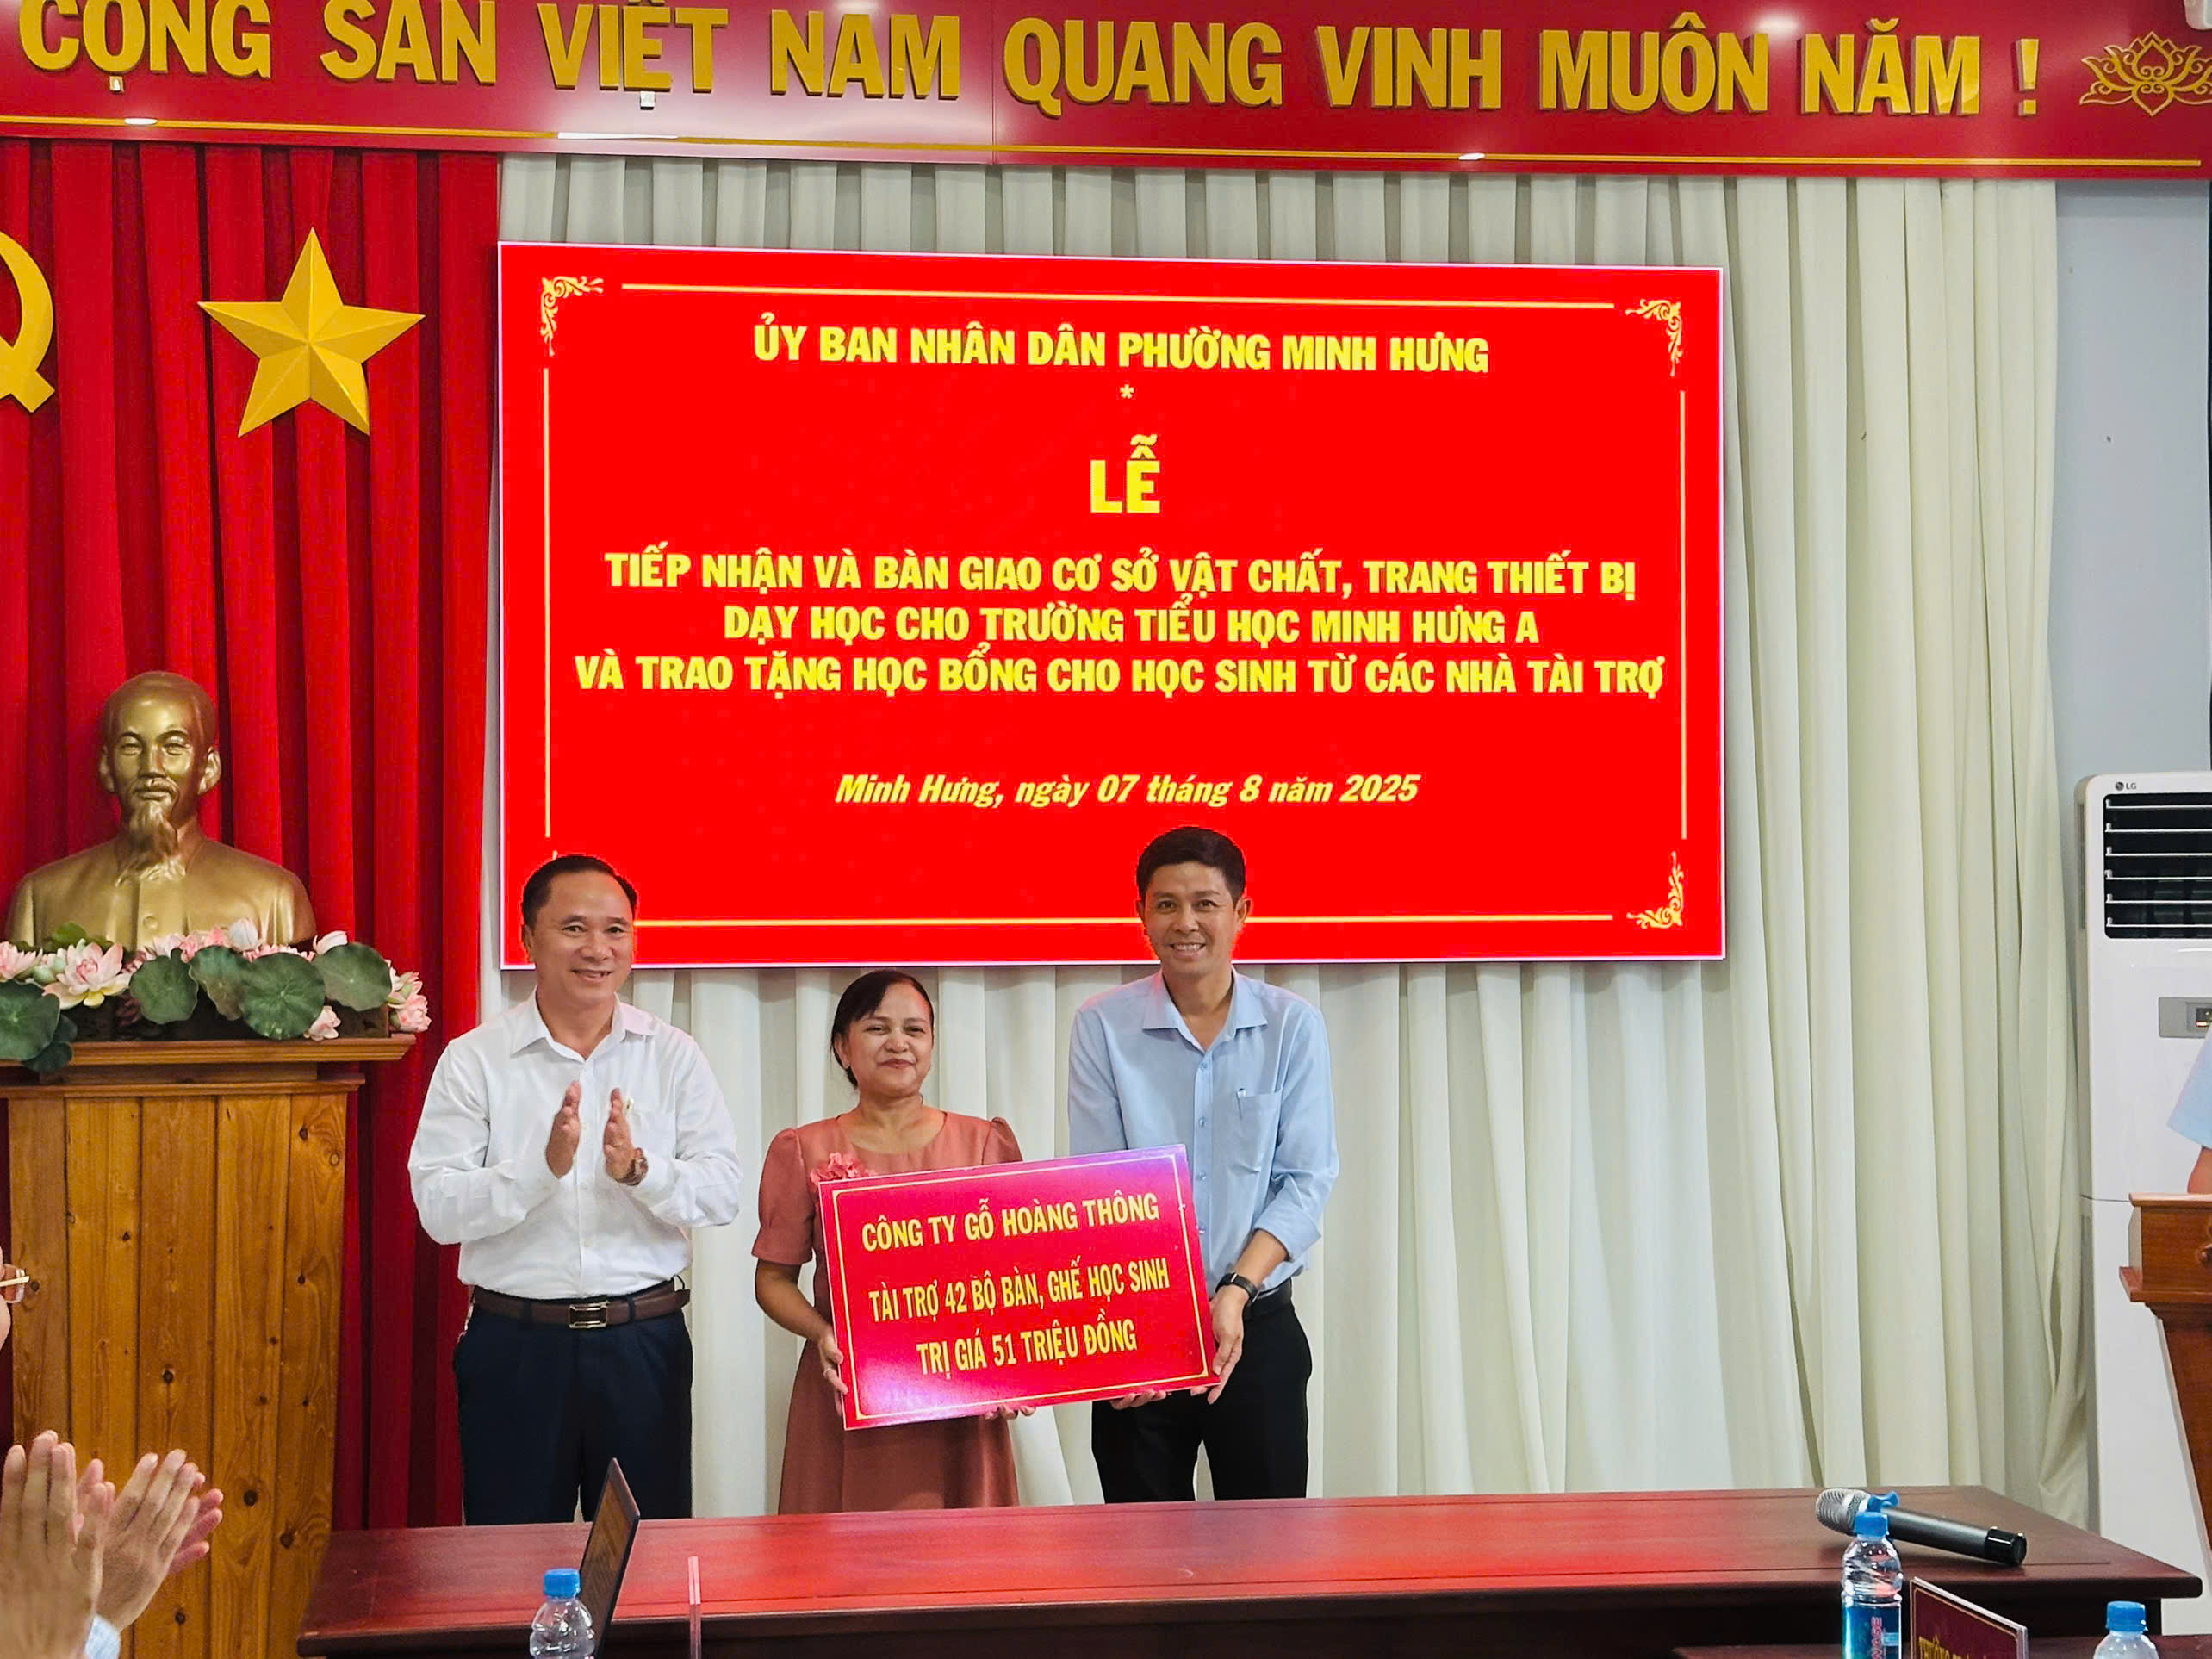 CỘNG SẢN VIỆT NAM QUANG VINH MUÔN NĂM !
ỦY BAN NHÂN DÂN PHƯỜNG MINH HƯNG
*
LỄ
TIẾP NHẬN VÀ BÀN GIAO CƠ SỞ VẬT CHẤT, TRANG THIẾT BỊ
DẠY HỌC CHO TRƯỜNG TIỂU HỌC MINH HƯNG A
VÀ TRAO TẶNG HỌC BỔNG CHO HỌC SINH TỪ CÁC NHÀ TÀI TRỢ
Minh Hưng, ngày 07 tháng 8 năm 2025
LG
CÔNG TY GỖ HOÀNG THÔNG
TÀI TRỢ 42 BỘ BÀN, GHẾ HỌC SINH
TRỊ GIÁ 51 TRIỆU ĐỒNG